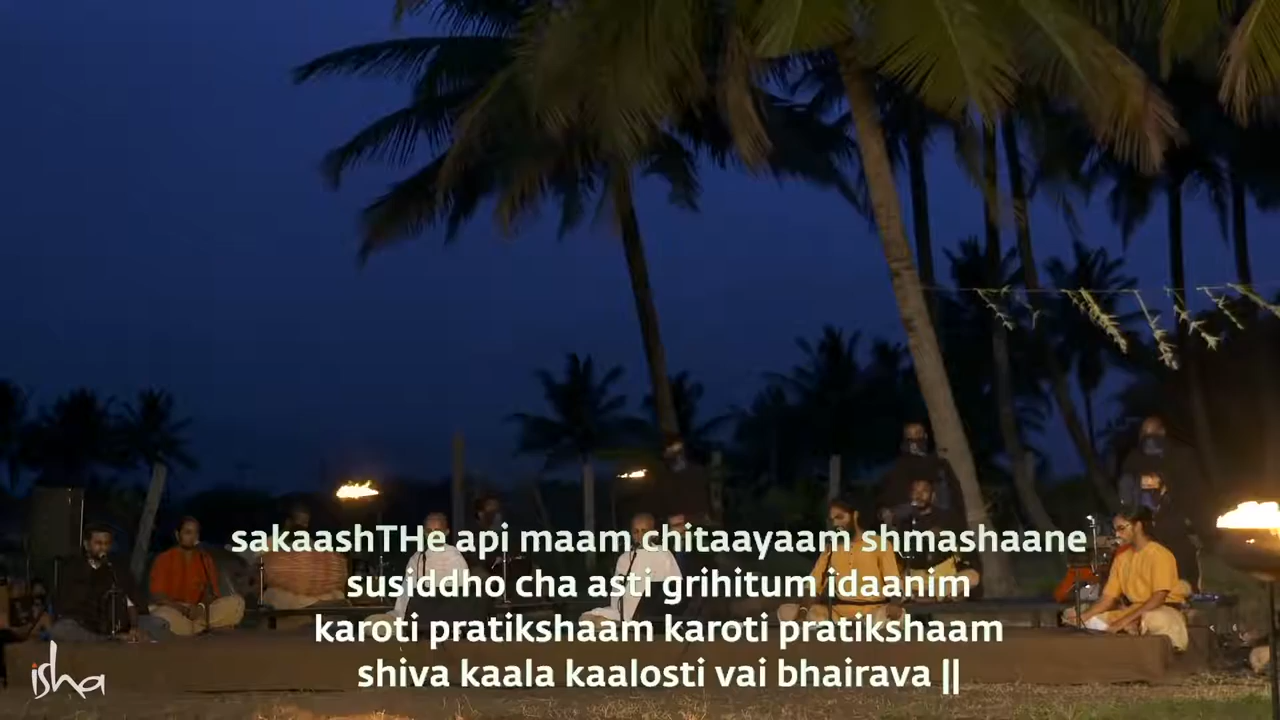 sakaashTHe api maam chitaayaam shmashaane
susiddho cha asti grihitum idaanim
karoti pratikshaam karoti pratikshaam
shiva kaala kaalosti vai bhairava ||
isha